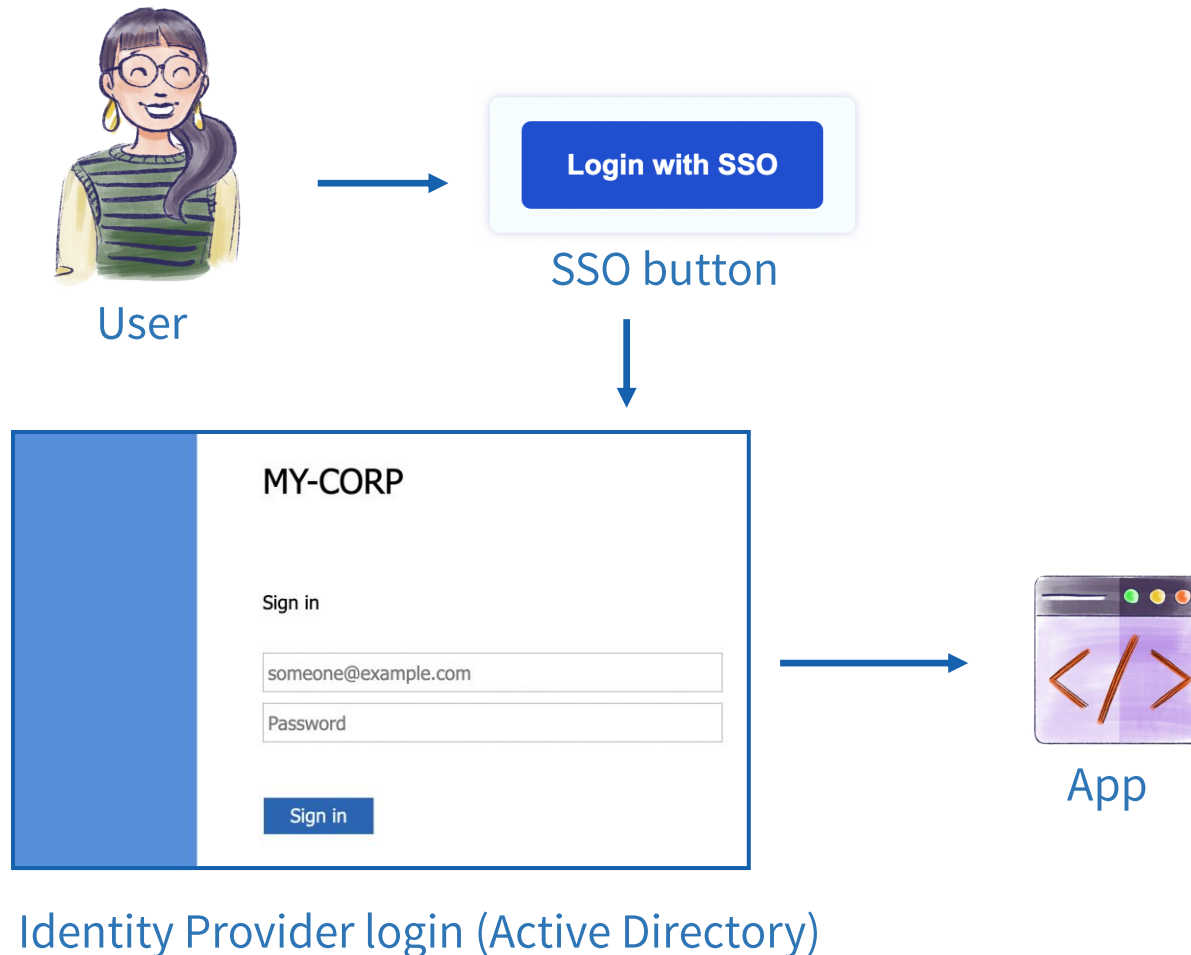 Login with SSO
SSO button
User
MY-CORP
Sign in
someone@example.com
Password
Sign in
App
Identity Provider login (Active Directory)